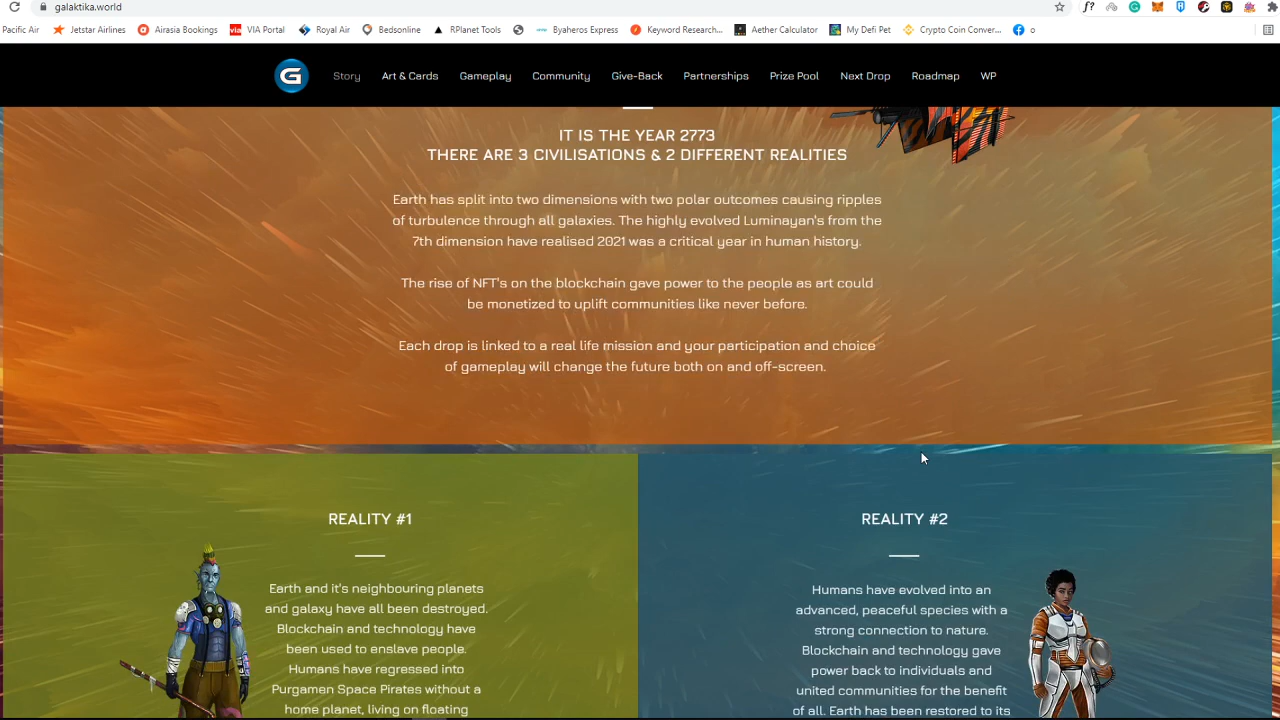 galaktika.world
Pacific Air
Jetstar Airlines
Airasia Bookings
via
VIA Portal
Royal Air
Bedsonline
RPlanet Tools
Byaheros Express
Keyword Research...
Aether Calculator
My Defi Pet
Crypto Coin Conver...
o
G
Story
Art & Cards
Gameplay
Community
Give-Back
Partnerships
Prize Pool
Next Drop
Roadmap
WP
IT IS THE YEAR 2773
THERE ARE 3 CIVILISATIONS & 2 DIFFERENT REALITIES
Earth has split into two dimensions with two polar outcomes causing ripples
of turbulence through all galaxies. The highly evolved Luminayan's from the
7th dimension have realised 2021 was a critical year in human history.
The rise of NFT's on the blockchain gave power to the people as art could
be monetized to uplift communities like never before.
Each drop is linked to a real life mission and your participation and choice
of gameplay will change the future both on and off-screen.
REALITY #1
Earth and it's neighbouring planets
and galaxy have all been destroyed.
Blockchain and technology have
been used to enslave people.
Humans have regressed into
Purgamen Space Pirates without a
home planet, living on floating
REALITY #2
Humans have evolved into an
advanced, peaceful species with a
strong connection to nature.
Blockchain and technology gave
power back to individuals and
united communities for the benefit
of all. Earth has been restored to its